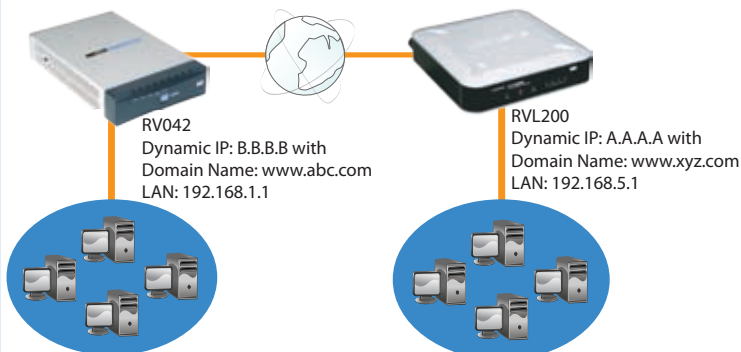 RV042
Dynamic IP: B.B.B.B with
Domain Name: www.abc.com
LAN: 192.168.1.1
RVL200
Dynamic IP: A.A.A.A with
Domain Name: www.xyz.com
LAN: 192.168.5.1